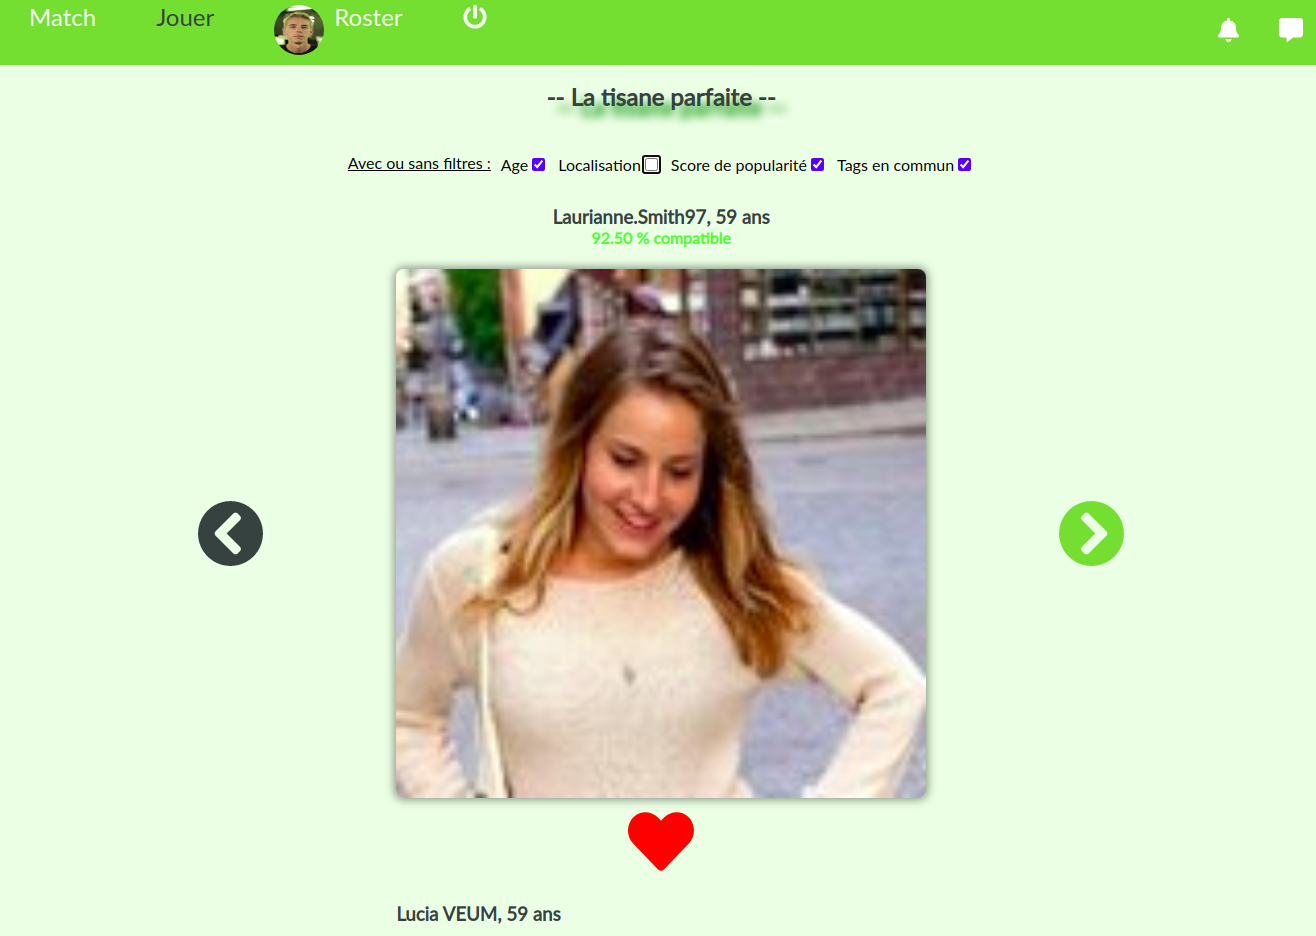 Match Jouer Roster
-- La tisane parfaite --
Avec ou sans filtres : Age Localisation Score de popularité Tags en commun
Laurianne.Smith97, 59 ans
92.50 % compatible
Lucia VEUM, 59 ans